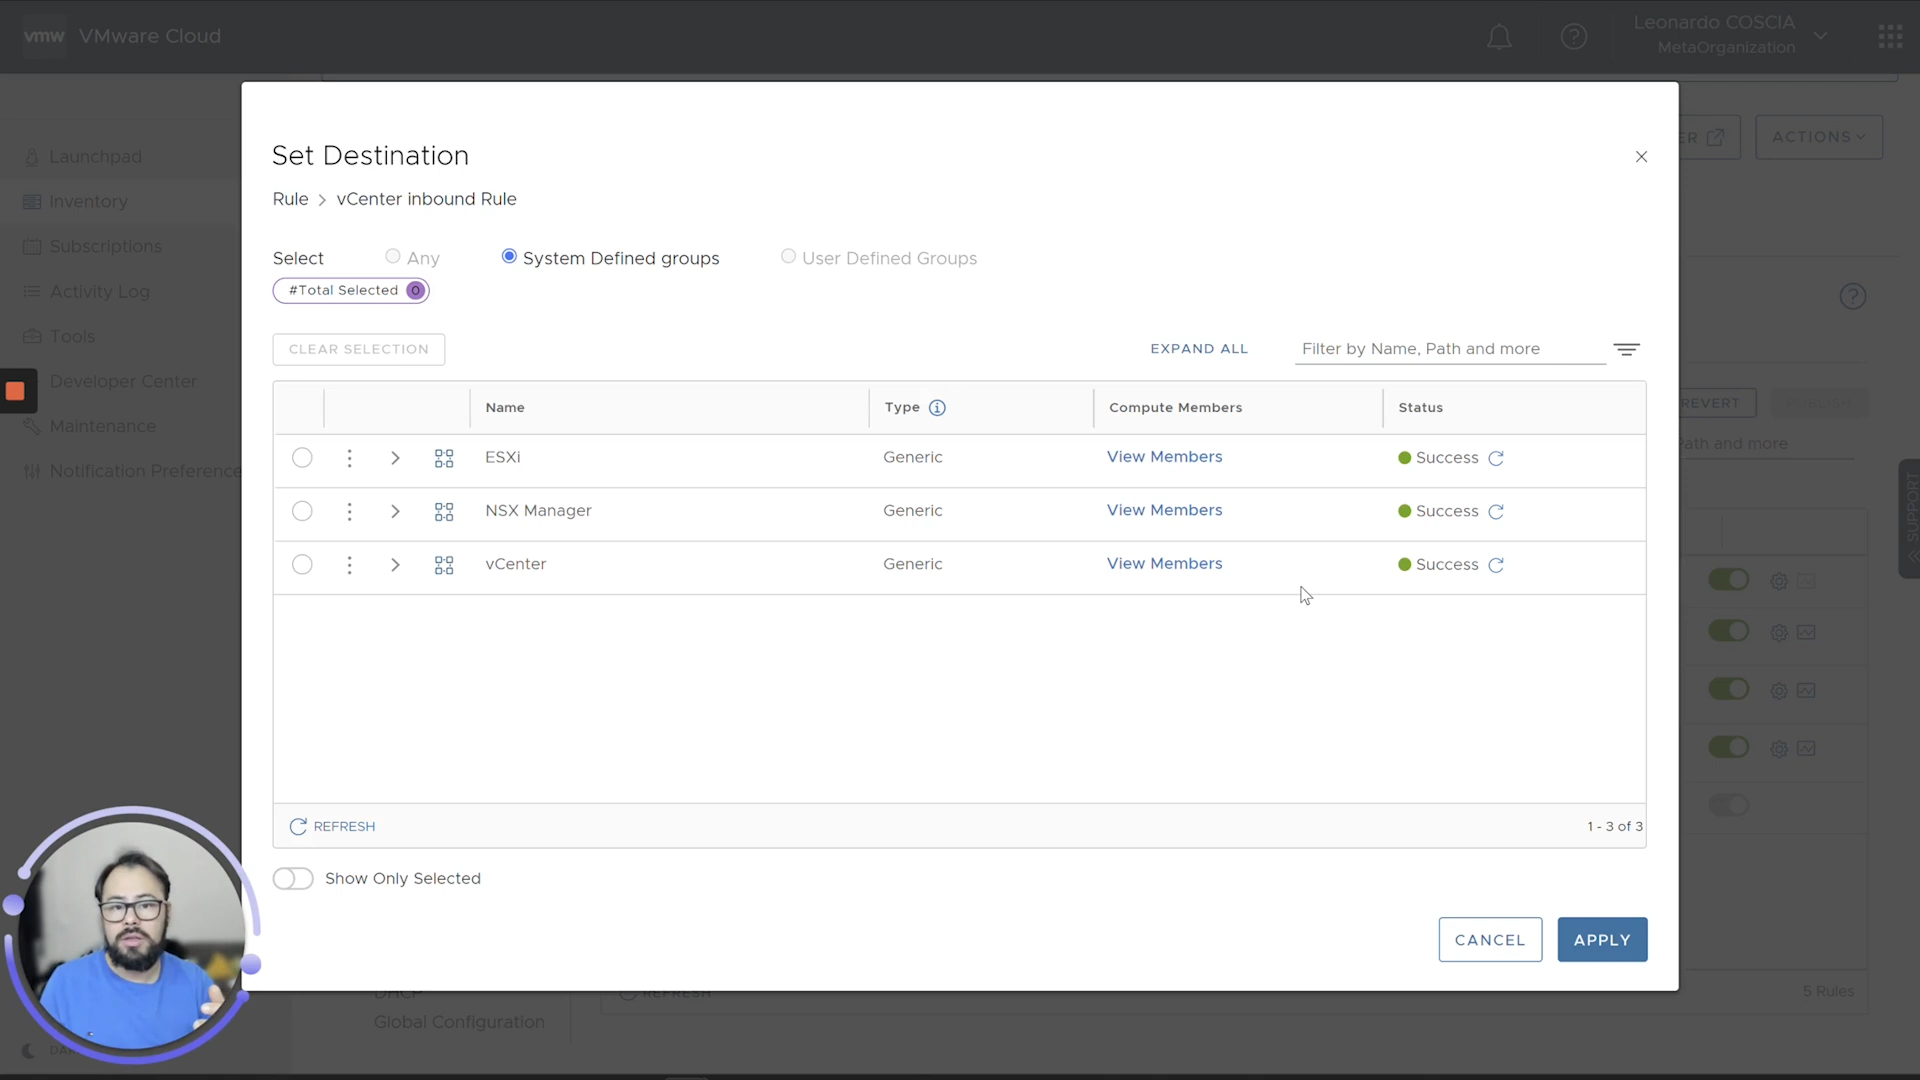 vmw VMware Cloud
Leonardo COSCIA
MetaOrganization
Launchpad
Inventory
Subscriptions
Activity Log
Tools
Developer Center
Maintenance
Notification Preference
Set Destination
Rule > vCenter inbound Rule
Select Any System Defined groups User Defined Groups
#Total Selected 0
CLEAR SELECTION EXPAND ALL Filter by Name, Path and more
Name Type Compute Members Status
ESXi Generic View Members Success
NSX Manager Generic View Members Success
vCenter Generic View Members Success
REFRESH 1 - 3 of 3
Show Only Selected
CANCEL APPLY
ER ACTIONS
REVERT PUBLISH
Path and more
SUPPORT
DHCP
REFRESH 5 Rules
Global Configuration